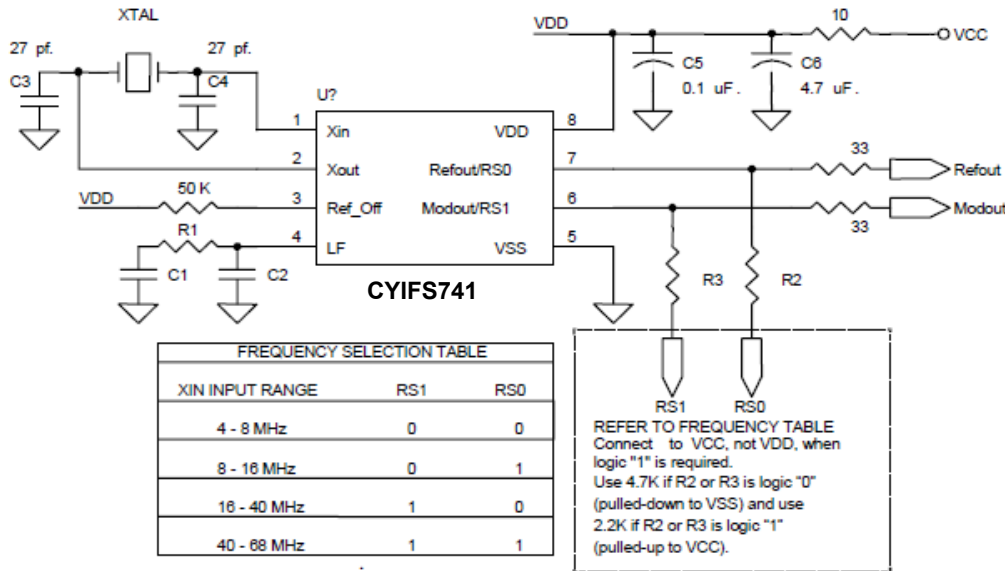 XTAL
27 pf.
27 pf.
C3
C4
VDD
10
VCC
C5
0.1 uF.
C6
4.7 uF.
U?
1
Xin
VDD
8
2
Xout
Refout/RS0
7
33
Refout
VDD
50 K
3
Ref_Off
Modout/RS1
6
33
Modout
R1
4
LF
VSS
5
C1
C2
R3
R2
CYIFS741
RS1
RS0
FREQUENCY SELECTION TABLE
XIN INPUT RANGE RS1 RS0
4 - 8 MHz 0 0
8 - 16 MHz 0 1
16 - 40 MHz 1 0
40 - 68 MHz 1 1
REFER TO FREQUENCY TABLE
Connect to VCC, not VDD, when
logic "1" is required.
Use 4.7K if R2 or R3 is logic "0"
(pulled-down to VSS) and use
2.2K if R2 or R3 is logic "1"
(pulled-up to VCC).